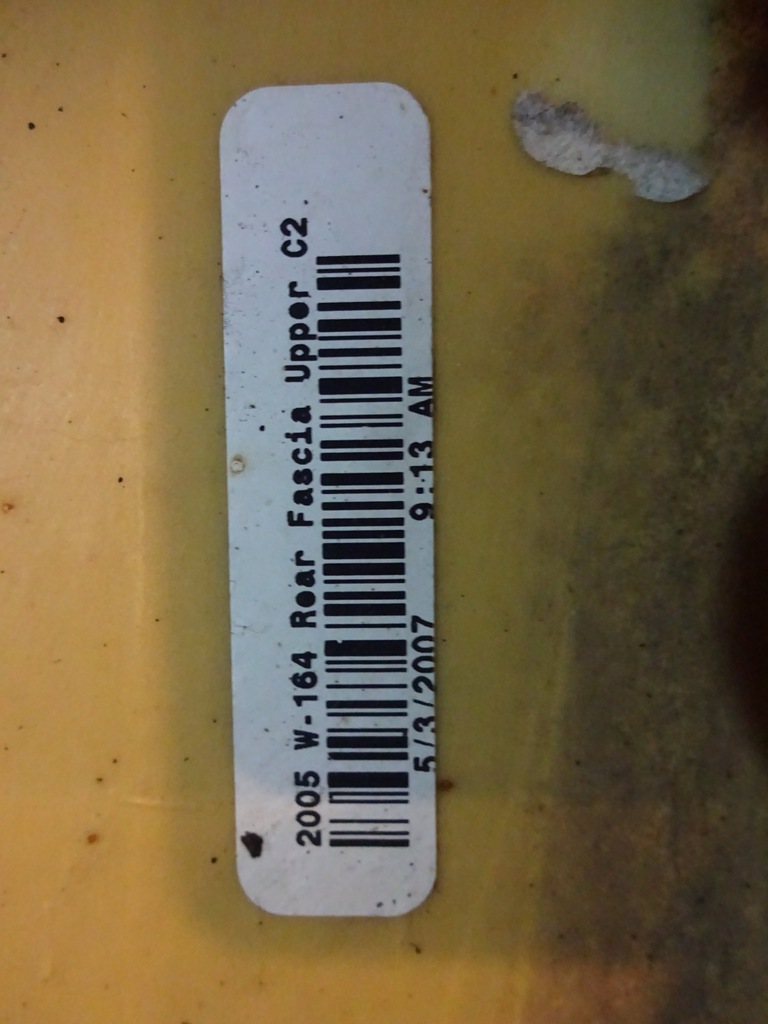 2005 W-164 Rear Fascia Upper C2
5/3/2007 9:13 AM